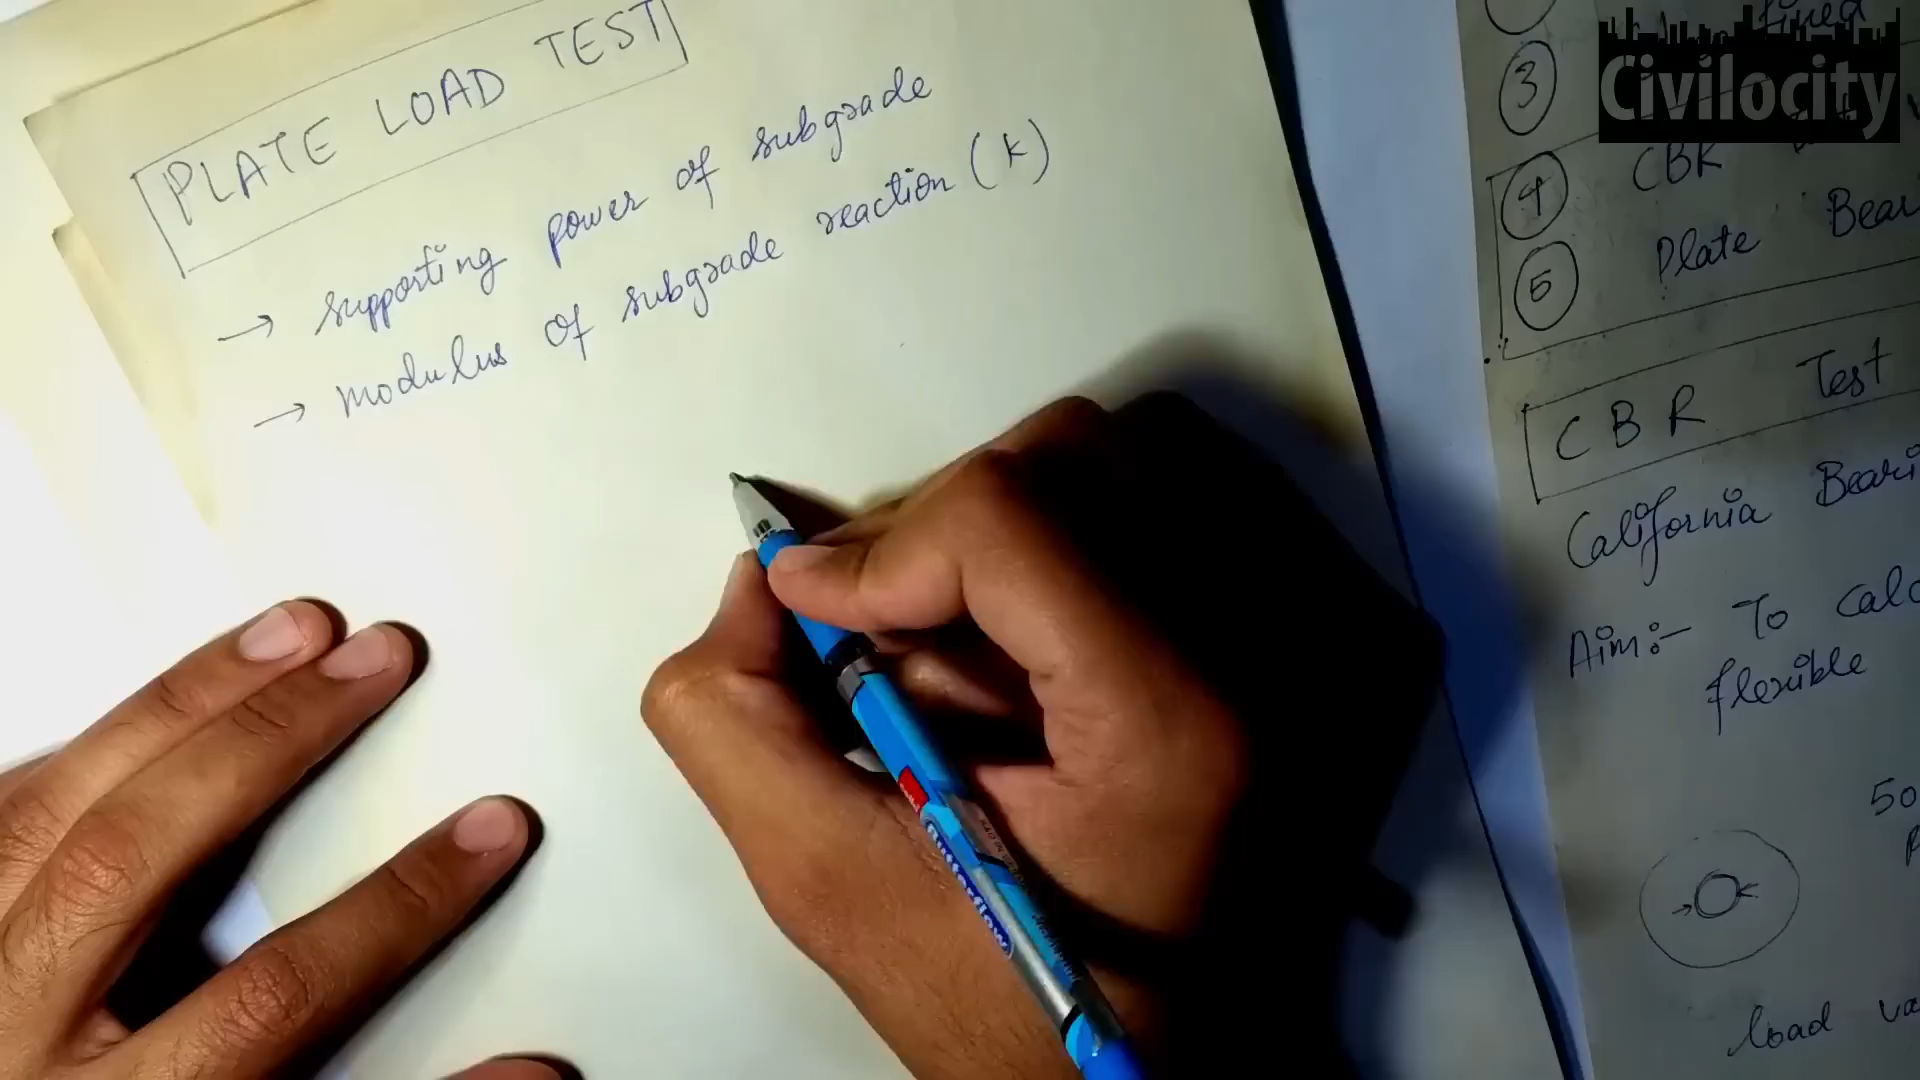 PLATE LOAD TEST
→ supporting power of subgrade
→ modulus of subgrade reaction (k)
Civilocity
3
4 CBR
5 Plate
CBR Test
California
Aim:- To
flexible
50
load
Butterflow